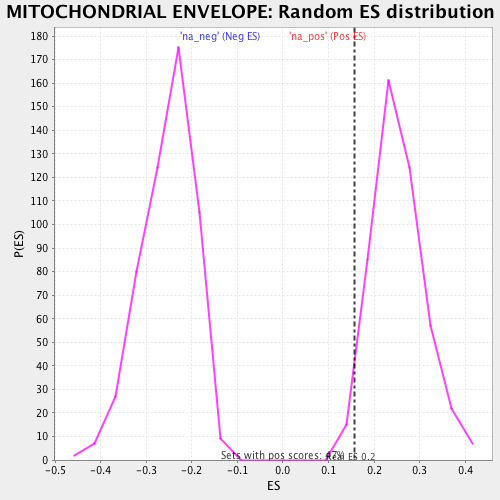 MITOCHONDRIAL ENVELOPE: Random ES distribution
'na_neg' (Neg ES) 'na_pos' (Pos ES)
180
170
160
150
140
130
120
110
100
90
80
70
60
50
40
30
20
10
0
P(ES)
Sets with pos scores: 47%
Real ES 0.2
-0.5 -0.4 -0.3 -0.2 -0.1 0.0 0.1 0.2 0.3 0.4
ES